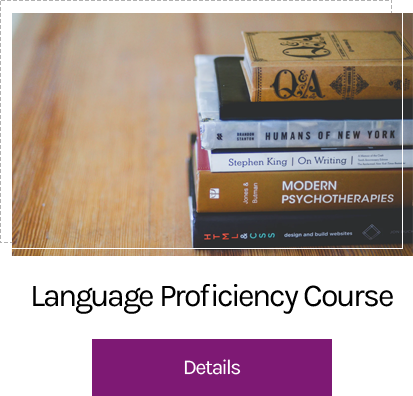 Q&A
Q&A
BRANDON STANTON HUMANS OF NEW YORK
Stephen King | On Writing |
Jones & Butman MODERN PSYCHOTHERAPIES
HTML & CSS design and build websites
Language Proficiency Course
Details